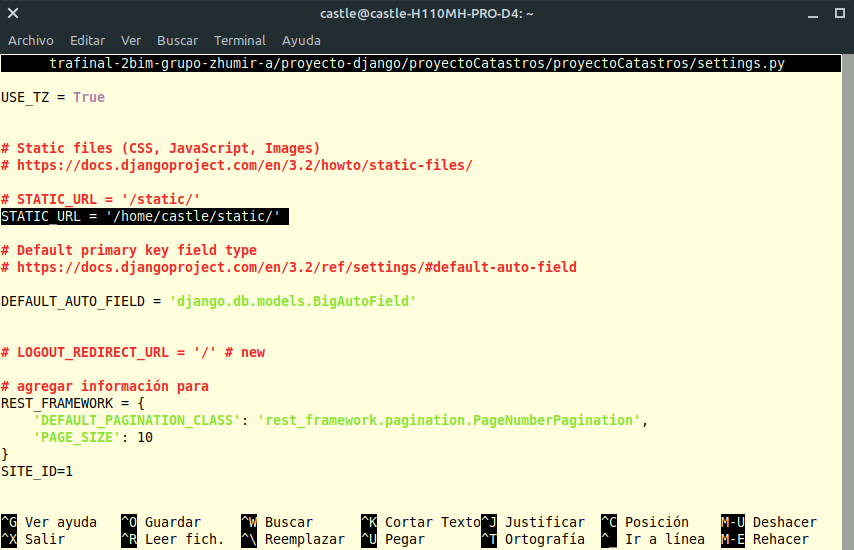 castle@castle-H110MH-PRO-D4: ~
Archivo Editar Ver Buscar Terminal Ayuda
trafinal-2bim-grupo-zhumir-a/proyecto-django/proyectoCatastros/proyectoCatastros/settings.py
USE_TZ = True
# Static files (CSS, JavaScript, Images)
# https://docs.djangoproject.com/en/3.2/howto/static-files/
# STATIC_URL = '/static/'
STATIC_URL = '/home/castle/static/'
# Default primary key field type
# https://docs.djangoproject.com/en/3.2/ref/settings/#default-auto-field
DEFAULT_AUTO_FIELD = 'django.db.models.BigAutoField'
# LOGOUT_REDIRECT_URL = '/' # new
# agregar información para
REST_FRAMEWORK = {
    'DEFAULT_PAGINATION_CLASS': 'rest_framework.pagination.PageNumberPagination',
    'PAGE_SIZE': 10
}
SITE_ID=1
^G Ver ayuda ^O Guardar ^W Buscar ^K Cortar Texto ^J Justificar ^C Posición M-U Deshacer
^X Salir ^R Leer fich. ^\ Reemplazar ^U Pegar ^T Ortografía ^_ Ir a línea M-E Rehacer